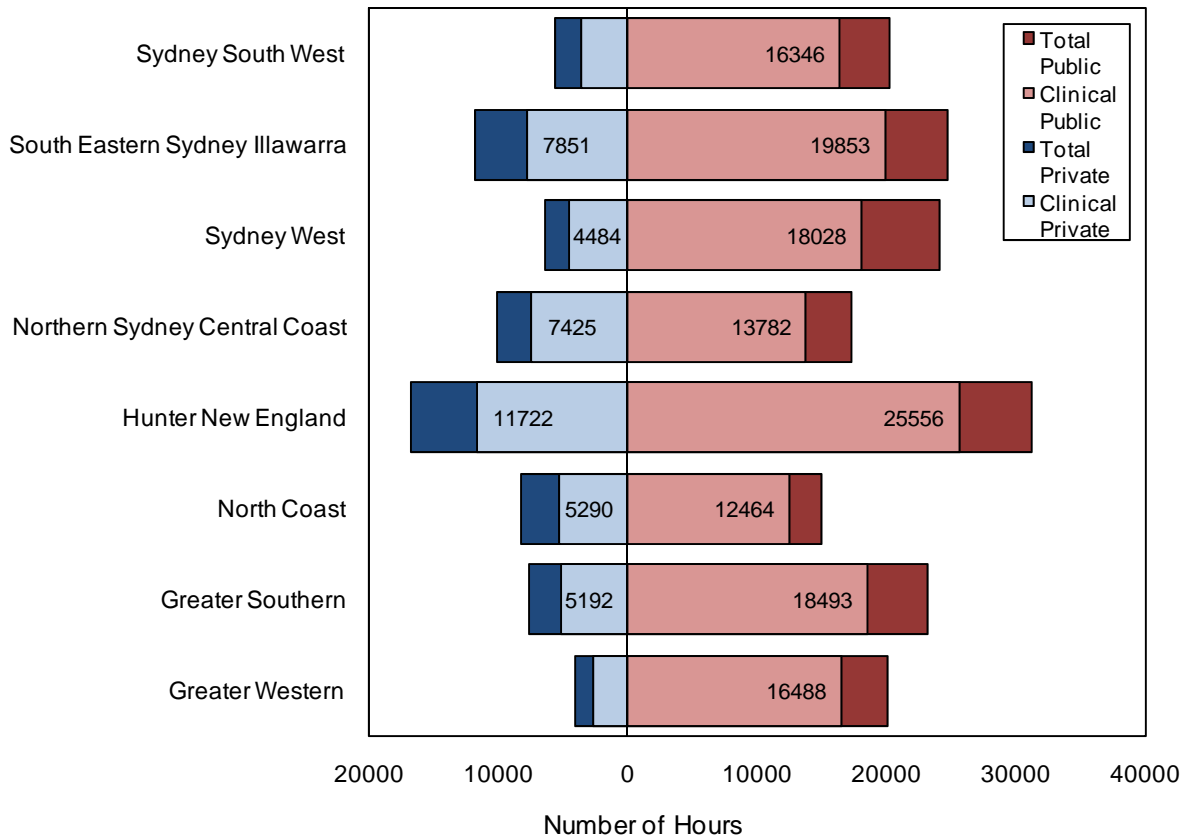 Sydney South West
16346
South Eastern Sydney Illawarra
7851
19853
Sydney West
4484
18028
Northern Sydney Central Coast
7425
13782
Hunter New England
11722
25556
North Coast
5290
12464
Greater Southern
5192
18493
Greater Western
16488
Total
Public
Clinical
Public
Total
Private
Clinical
Private
20000 10000 0 10000 20000 30000 40000
Number of Hours